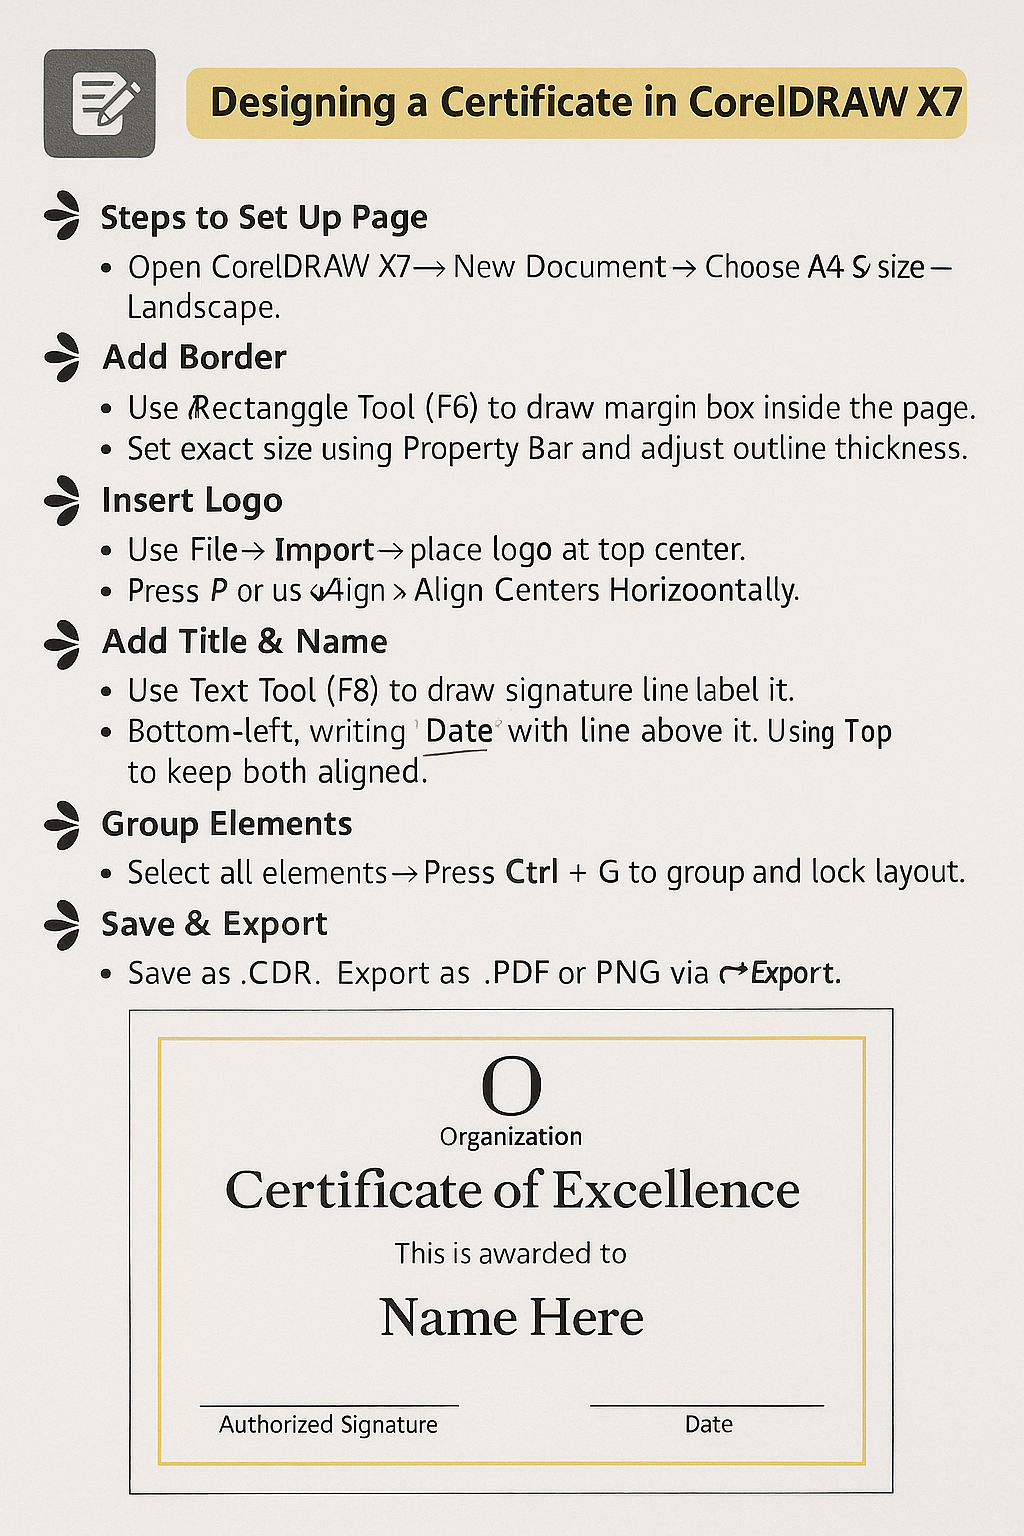 Designing a Certificate in CorelDRAW X7
Steps to Set Up Page
• Open CorelDRAW X7→ New Document→ Choose A4 size –
Landscape.
Add Border
• Use Rectanggle Tool (F6) to draw margin box inside the page.
• Set exact size using Property Bar and adjust outline thickness.
Insert Logo
• Use File→ Import→ place logo at top center.
• Press P or us Aign > Align Centers Horizoontally.
Add Title & Name
• Use Text Tool (F8) to draw signature line label it.
• Bottom-left, writing 'Date' with line above it. Using Top
to keep both aligned.
Group Elements
• Select all elements→ Press Ctrl + G to group and lock layout.
Save & Export
• Save as .CDR. Export as .PDF or PNG via →Export.
O
Organization
Certificate of Excellence
This is awarded to
Name Here
Authorized Signature Date